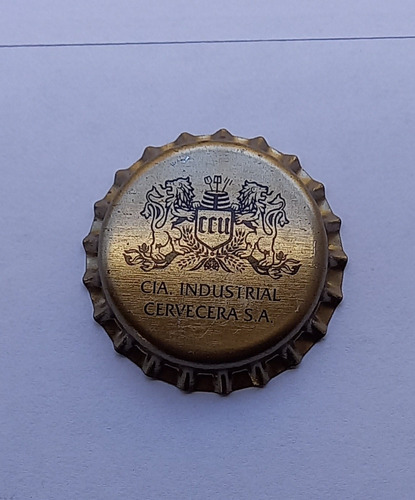 CCU
CIA. INDUSTRIAL
CERVECERA S.A.